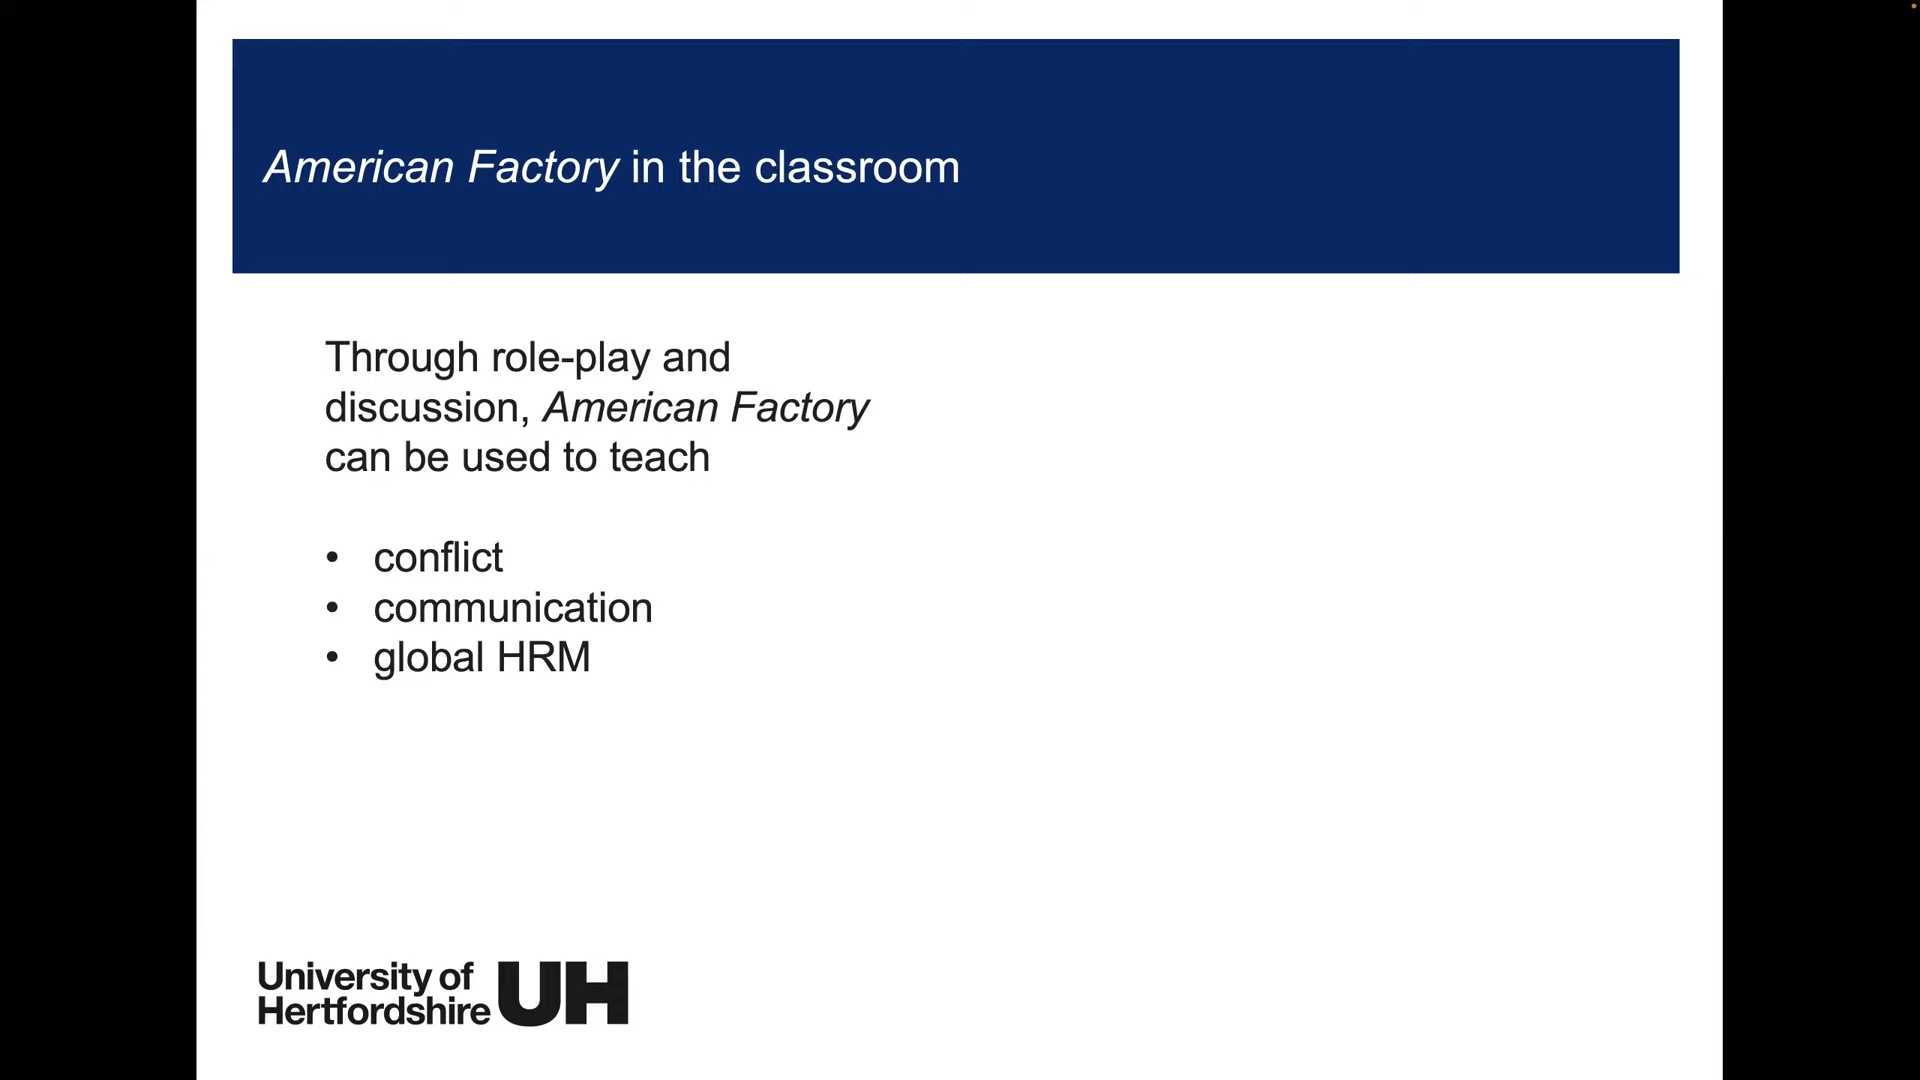 American Factory in the classroom
Through role-play and
discussion, American Factory
can be used to teach
• conflict
• communication
• global HRM
University of
Hertfordshire UH